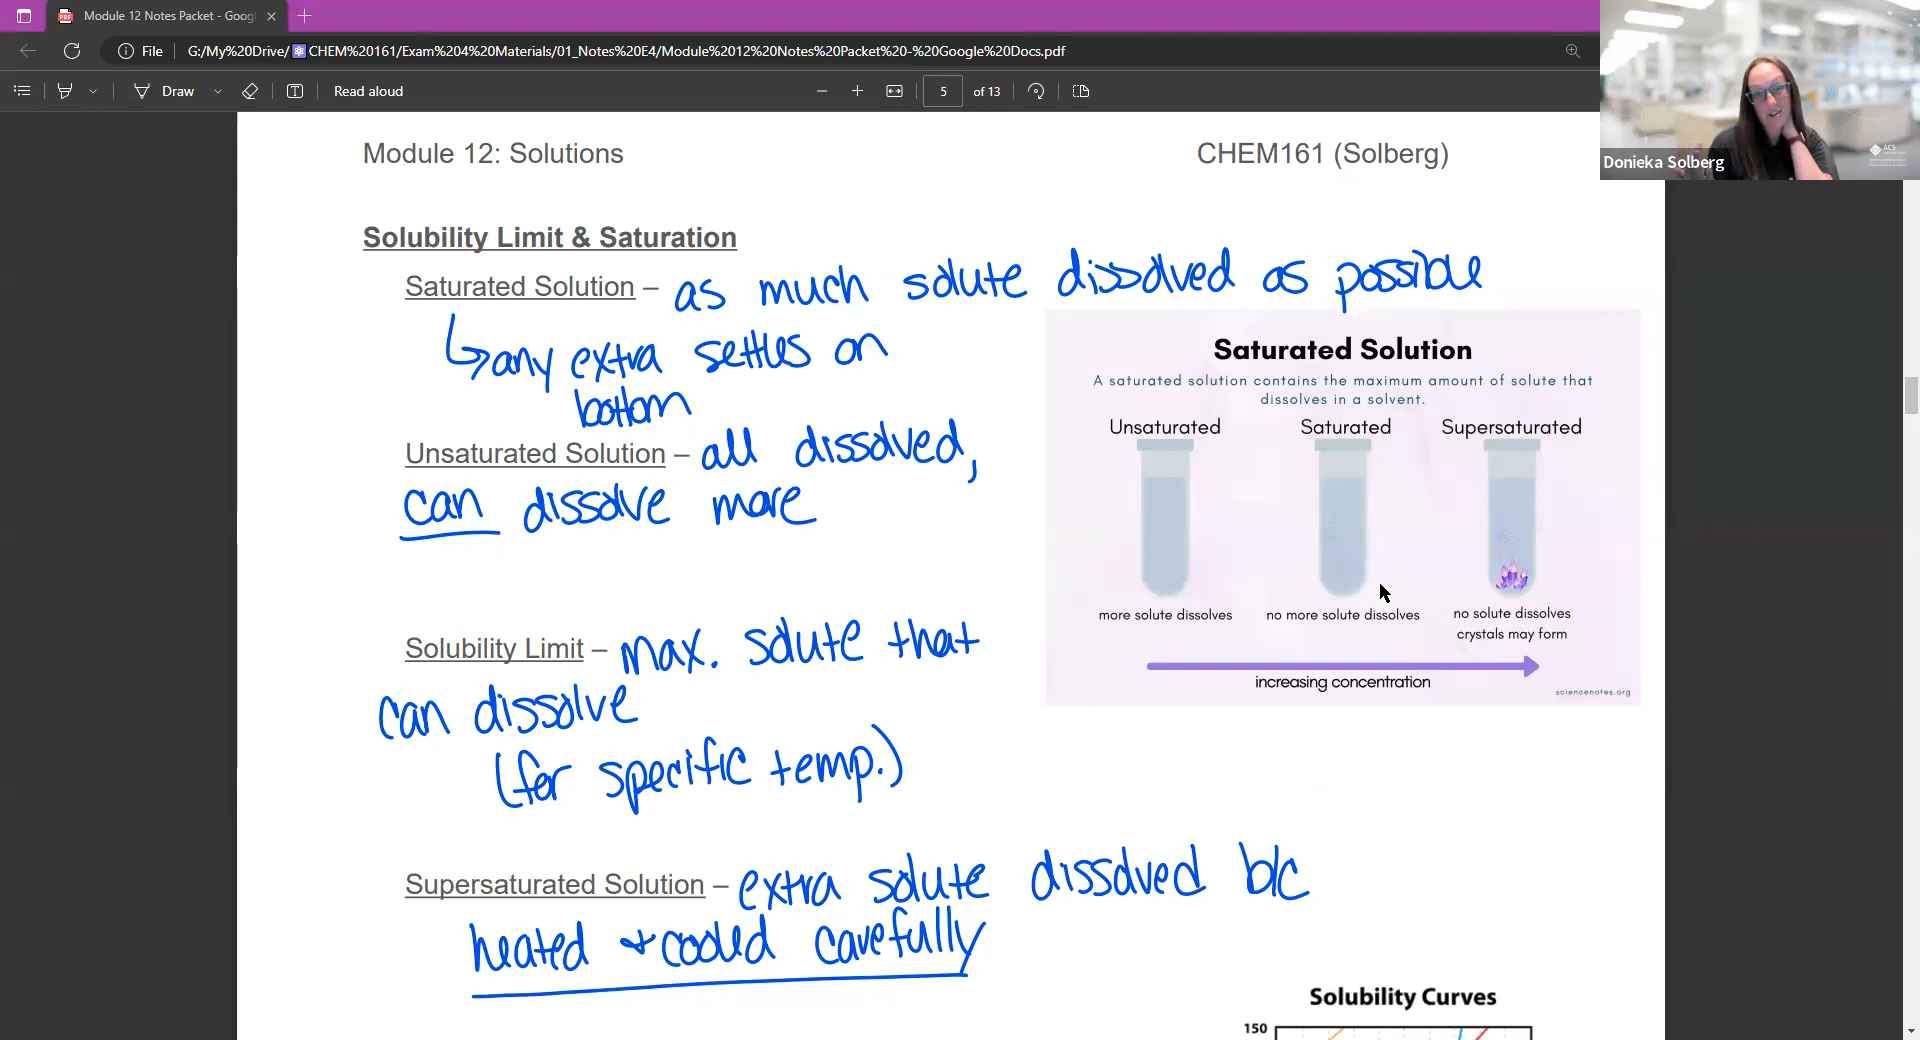 Module 12 Notes Packet - Goog
File
G:/My%20Drive/ CHEM%20161/Exam%204%20Materials/01_Notes%20E4/Module%2012%20Notes%20Packet%20-%20Google%20Docs.pdf
Draw
Read aloud
5 of 13
Donieka Solberg
ACS
Module 12: Solutions CHEM161 (Solberg)
Solubility Limit & Saturation
Saturated Solution – as much solute dissolved as possible
↳ any extra settles on
bottom
Unsaturated Solution – all dissolved,
can dissolve more
Solubility Limit – max. solute that
can dissolve
(for specific temp.)
Supersaturated Solution – extra solute dissolved b/c
heated + cooled carefully
Saturated Solution
A saturated solution contains the maximum amount of solute that
dissolves in a solvent.
Unsaturated Saturated Supersaturated
more solute dissolves no more solute dissolves no solute dissolves
crystals may form
increasing concentration
sciencenotes.org
Solubility Curves
150